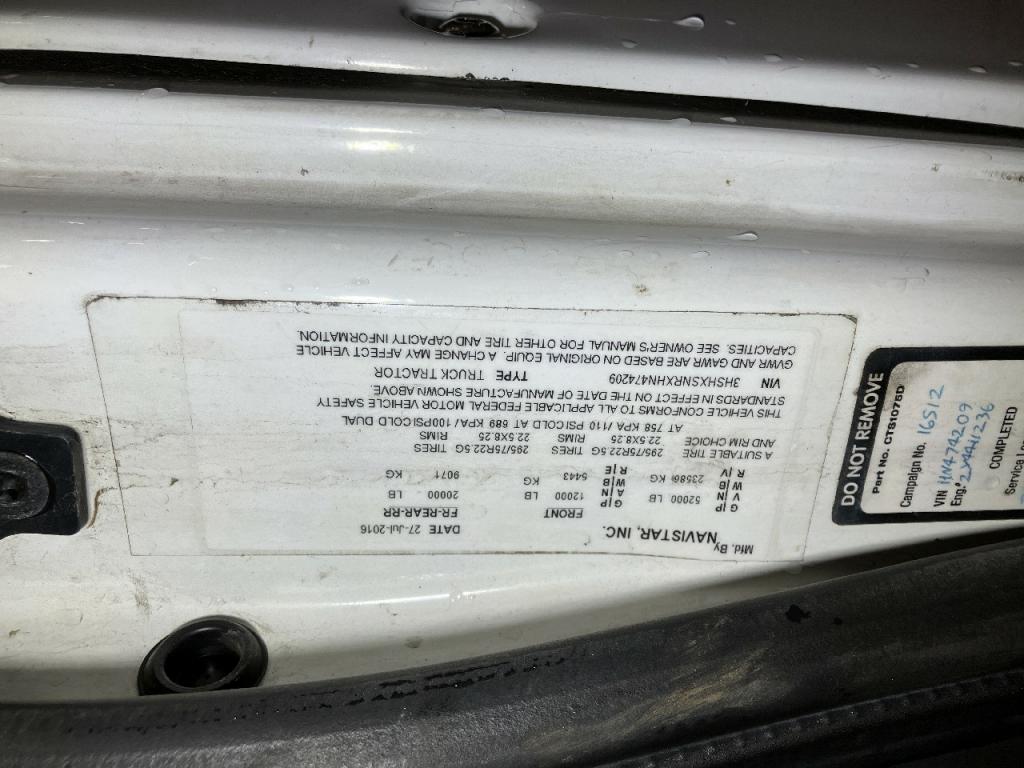 Mfd. By
NAVISTAR, INC. DATE 27-Jul-2016
FRONT FR-REAR-RR
G|P
V|N 52000 LB
W|B
R|V 23586 KG
G|P
A|N 12000 LB 20000 LB
W|B
R|E 5443 KG 9071 KG
A SUITABLE TIRE 295/75R22.5G TIRES 295/75R22.5G TIRES
AND RIM CHOICE 22.5X8.25 RIMS 22.5X8.25 RIMS
AT 758 KPA /110 PSI COLD AT 689 KPA/ 100PSI COLD DUAL
THIS VEHICLE CONFORMS TO ALL APPLICABLE FEDERAL MOTOR VEHICLE SAFETY
STANDARDS IN EFFECT ON THE DATE OF MANUFACTURE SHOWN ABOVE.
VIN 3HSHXSNRXHN474209 TYPE TRUCK TRACTOR
GVWR AND GAWR ARE BASED ON ORIGINAL EQUIP. A CHANGE MAY AFFECT VEHICLE
CAPACITIES. SEE OWNER'S MANUAL FOR OTHER TIRE AND CAPACITY INFORMATION.
DO NOT REMOVE
Part No. CTS1075D
Campaign No. 16512
VIN HN474209
Eng.#
COMPLETED